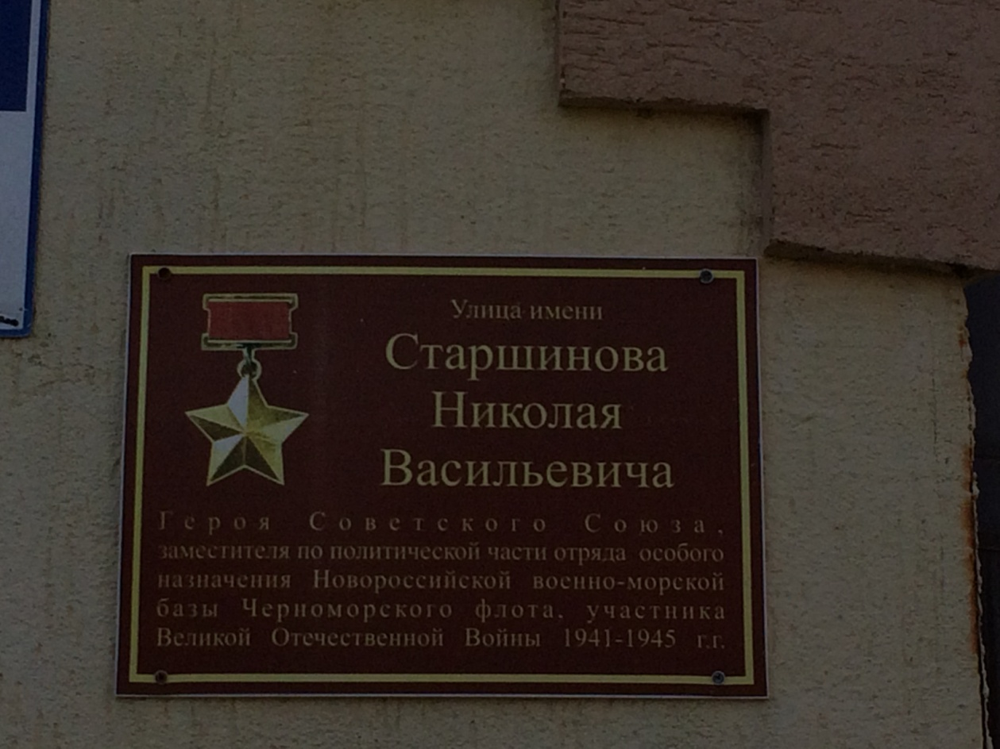 Улица имени
Старшинова
Николая
Васильевича
Героя Советского Союза,
заместителя по политической части отряда особого
назначения Новороссийской военно-морской
базы Черноморского флота, участника
Великой Отечественной Войны 1941-1945 г.г.